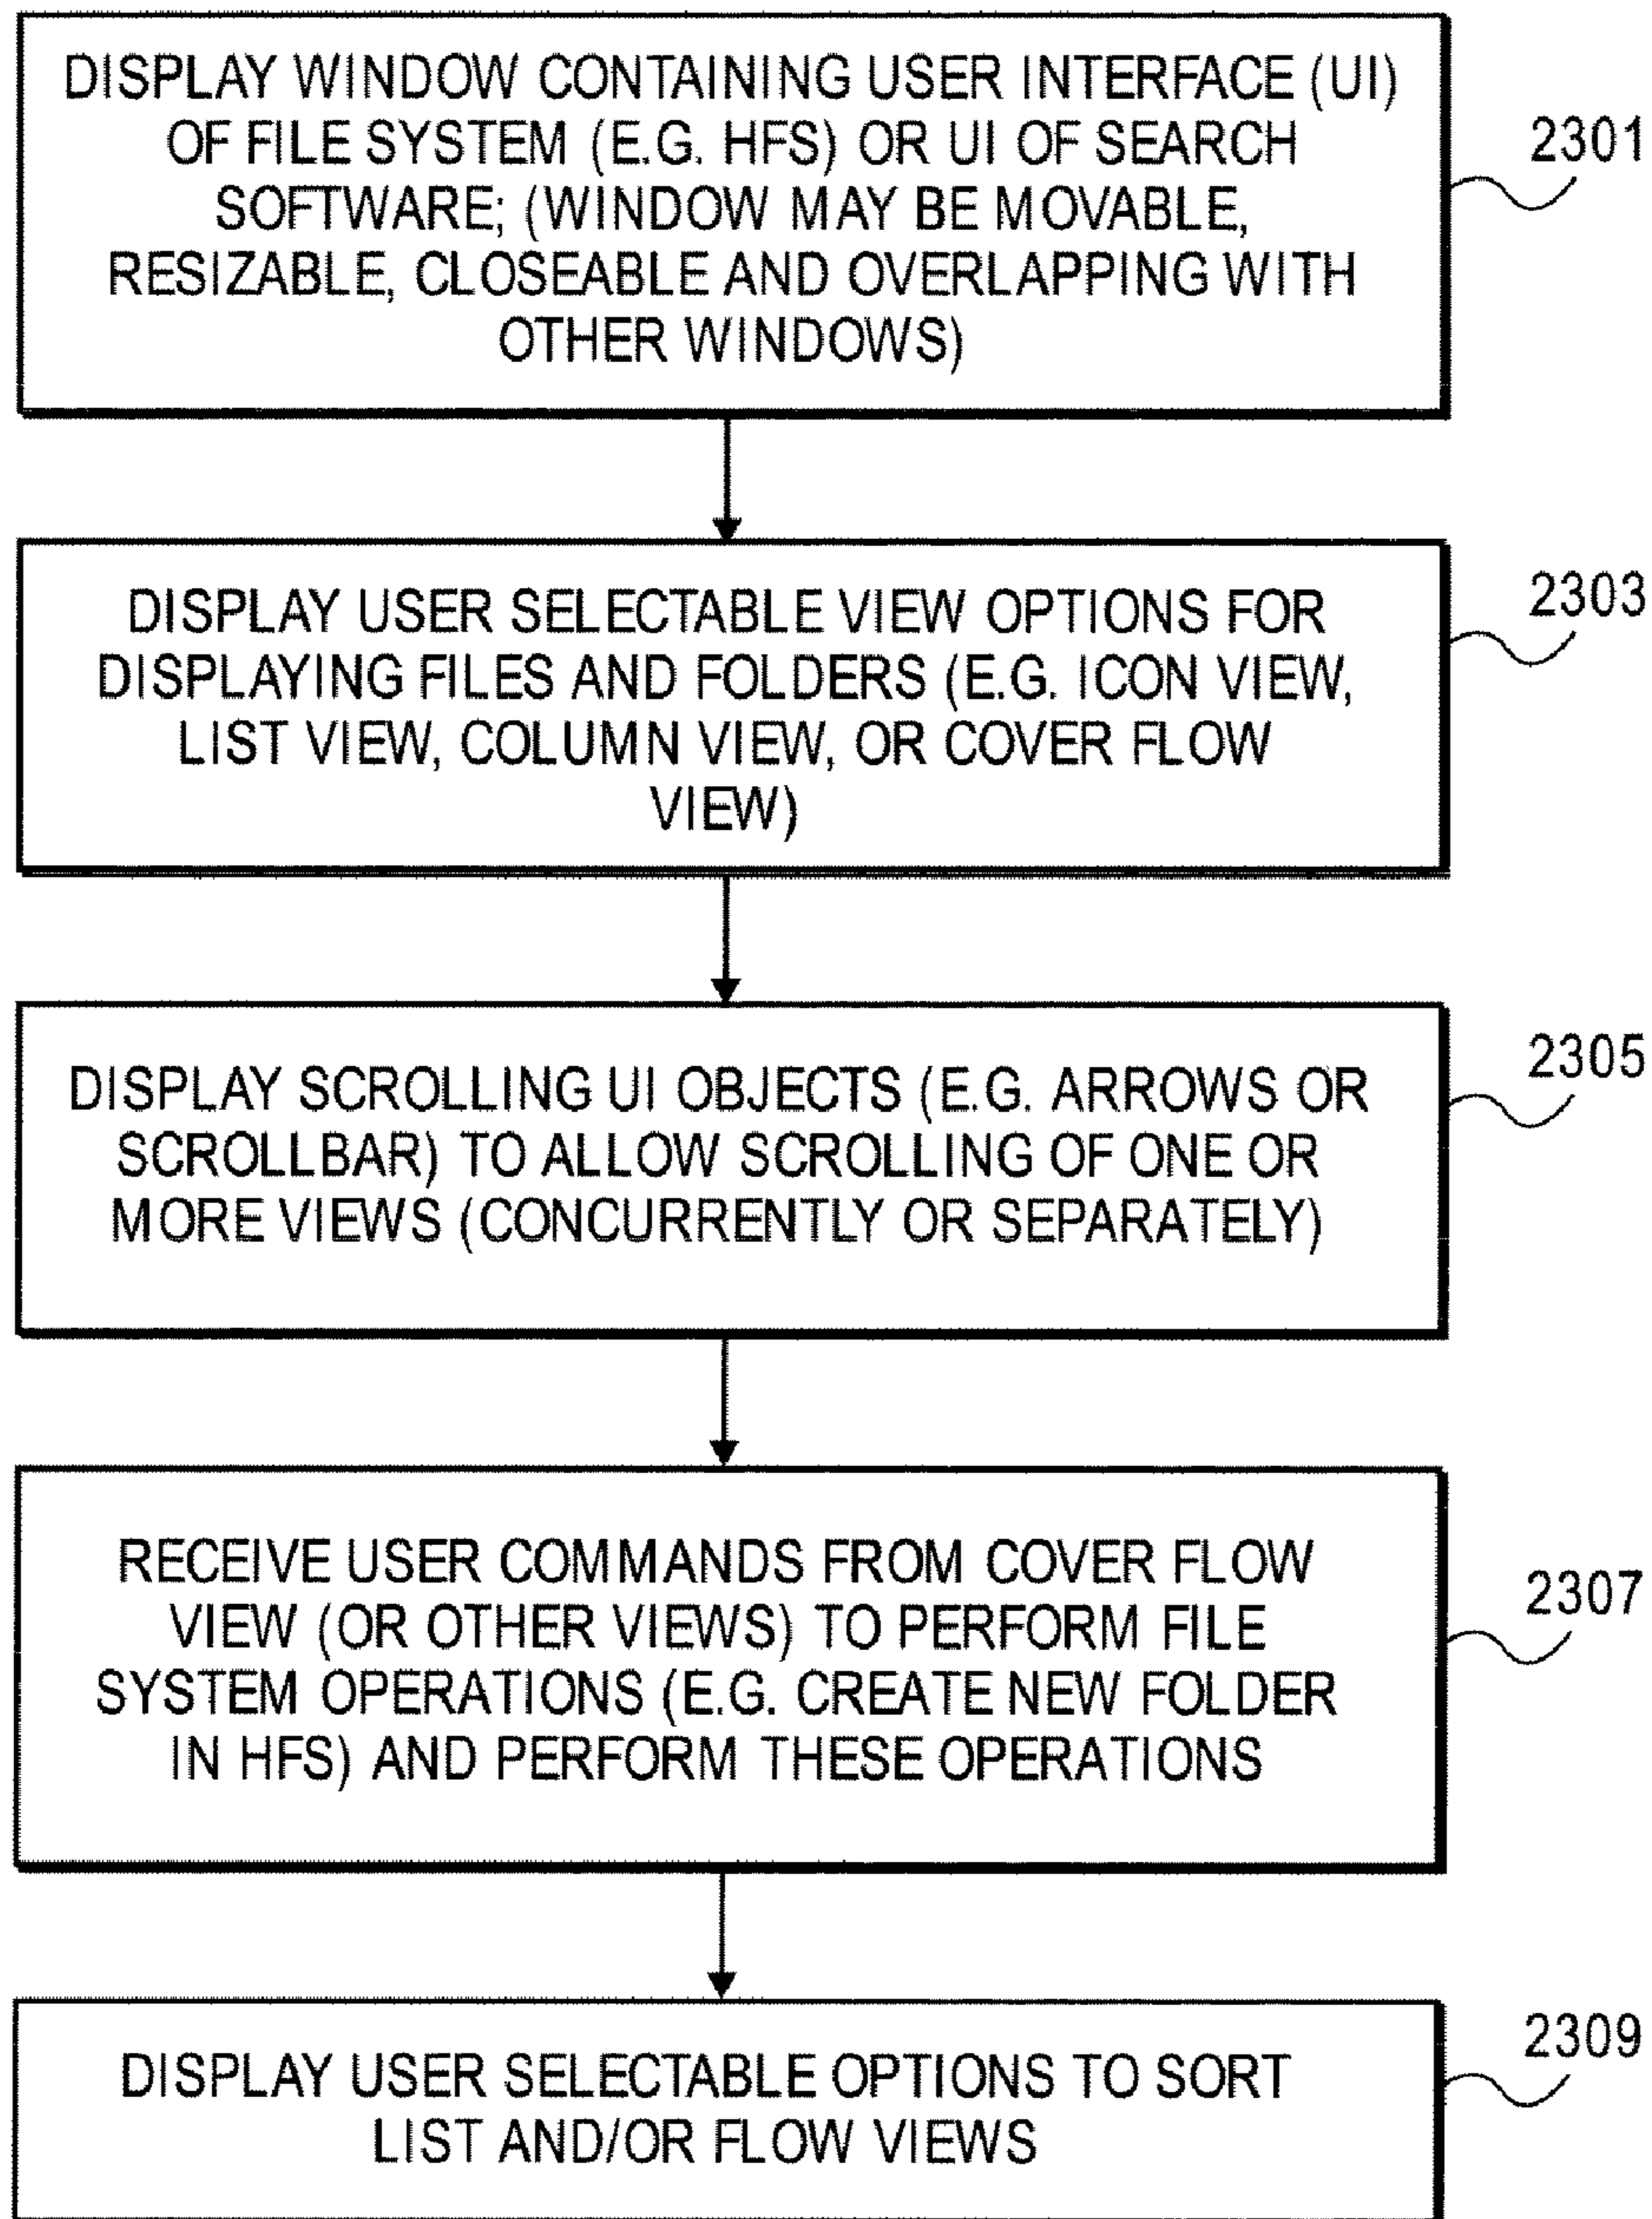 DISPLAY WINDOW CONTAINING USER INTERFACE (UI)
OF FILE SYSTEM (E.G. HFS) OR UI OF SEARCH
SOFTWARE; (WINDOW MAY BE MOVABLE,
RESIZABLE, CLOSEABLE AND OVERLAPPING WITH
OTHER WINDOWS)
2301
DISPLAY USER SELECTABLE VIEW OPTIONS FOR
DISPLAYING FILES AND FOLDERS (E.G. ICON VIEW,
LIST VIEW, COLUMN VIEW, OR COVER FLOW
VIEW)
2303
DISPLAY SCROLLING UI OBJECTS (E.G. ARROWS OR
SCROLLBAR) TO ALLOW SCROLLING OF ONE OR
MORE VIEWS (CONCURRENTLY OR SEPARATELY)
2305
RECEIVE USER COMMANDS FROM COVER FLOW
VIEW (OR OTHER VIEWS) TO PERFORM FILE
SYSTEM OPERATIONS (E.G. CREATE NEW FOLDER
IN HFS) AND PERFORM THESE OPERATIONS
2307
DISPLAY USER SELECTABLE OPTIONS TO SORT
LIST AND/OR FLOW VIEWS
2309